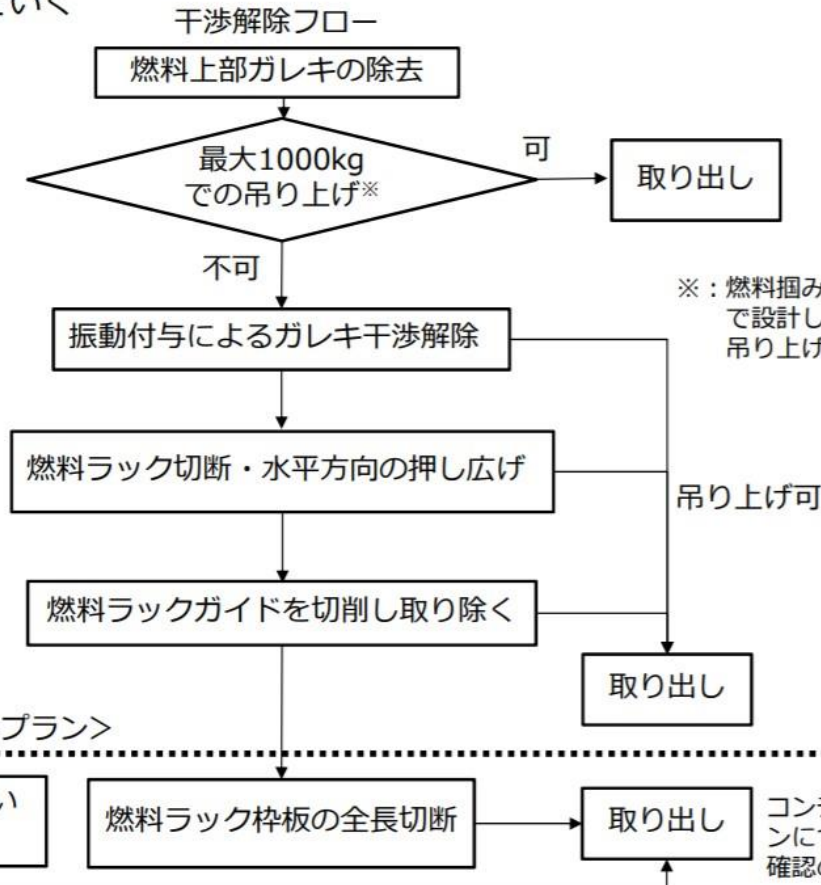 いく
干渉解除フロー
燃料上部ガレキの除去
最大1000kg
での吊り上げ※
可
取り出し
不可
※：燃料掴み
で設計し
吊り上げ
振動付与によるガレキ干渉解除
燃料ラック切断・水平方向の押し広げ
吊り上げ可
燃料ラックガイドを切削し取り除く
取り出し
プラン＞
い
燃料ラック枠板の全長切断
取り出し
コン
ンに
確認の